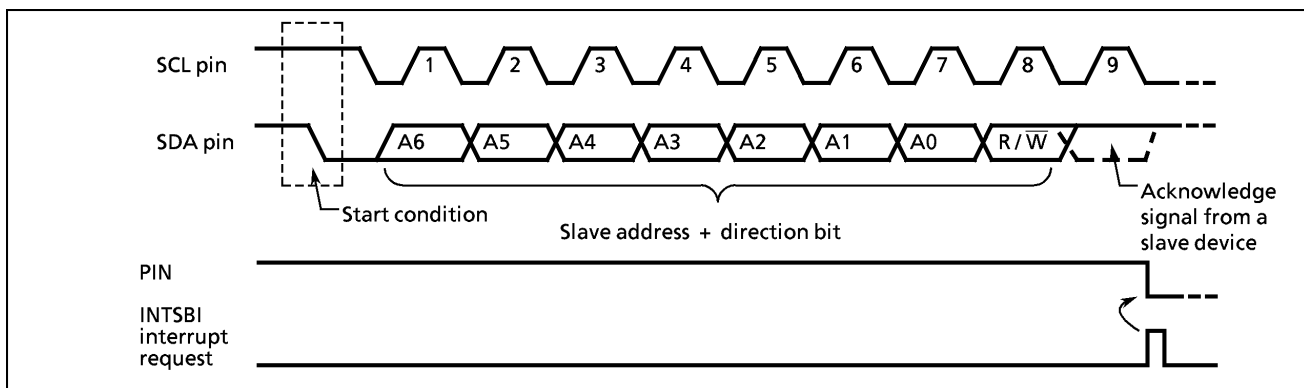 SCL pin
1 2 3 4 5 6 7 8 9
SDA pin
A6 A5 A4 A3 A2 A1 A0 R / W̅
Start condition
Slave address + direction bit
Acknowledge
signal from a
slave device
PIN
INTSBI
interrupt
request